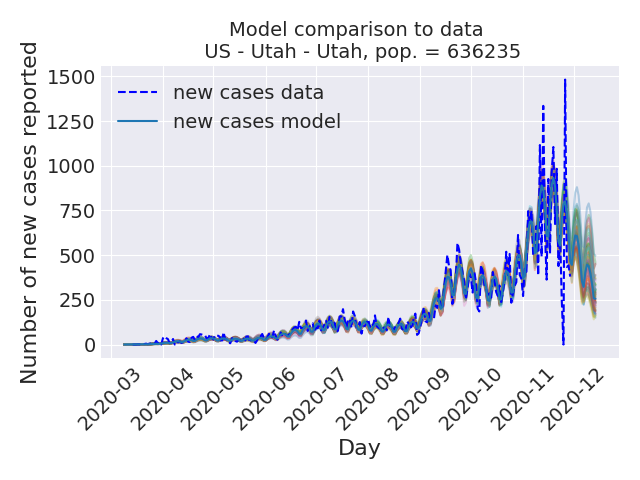 Model comparison to data
US - Utah - Utah, pop. = 636235
new cases data
new cases model
Number of new cases reported
1500
1250
1000
750
500
250
0
2020-03
2020-04
2020-05
2020-06
2020-07
2020-08
2020-09
2020-10
2020-11
2020-12
Day